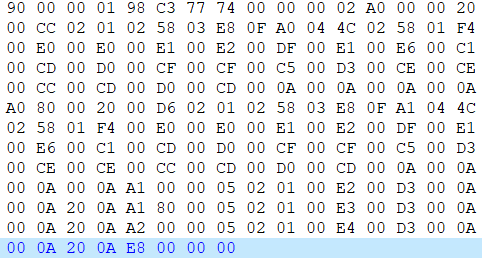 90 00 00 01 98 C3 77 74 00 00 00 02 A0 00 00 20
00 CC 02 01 02 58 03 E8 0F A0 04 4C 02 58 01 F4
00 E0 00 E0 00 E1 00 E2 00 DF 00 E1 00 E6 00 C1
00 CD 00 D0 00 CF 00 CF 00 C5 00 D3 00 CE 00 CE
00 CC 00 CD 00 D0 00 CD 00 0A 00 0A 00 0A 00 0A
A0 80 00 20 00 D6 02 01 02 58 03 E8 0F A1 04 4C
02 58 01 F4 00 E0 00 E0 00 E1 00 E2 00 DF 00 E1
00 E6 00 C1 00 CD 00 D0 00 CF 00 CF 00 C5 00 D3
00 CE 00 CE 00 CC 00 CD 00 D0 00 CD 00 0A 00 0A
00 0A 00 0A A1 00 00 05 02 01 00 E2 00 D3 00 0A
00 0A 20 0A A1 80 00 05 02 01 00 E3 00 D3 00 0A
00 0A 20 0A A2 00 00 05 02 01 00 E4 00 D3 00 0A
00 0A 20 0A E8 00 00 00